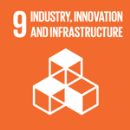 9 INDUSTRY, INNOVATION
AND INFRASTRUCTURE